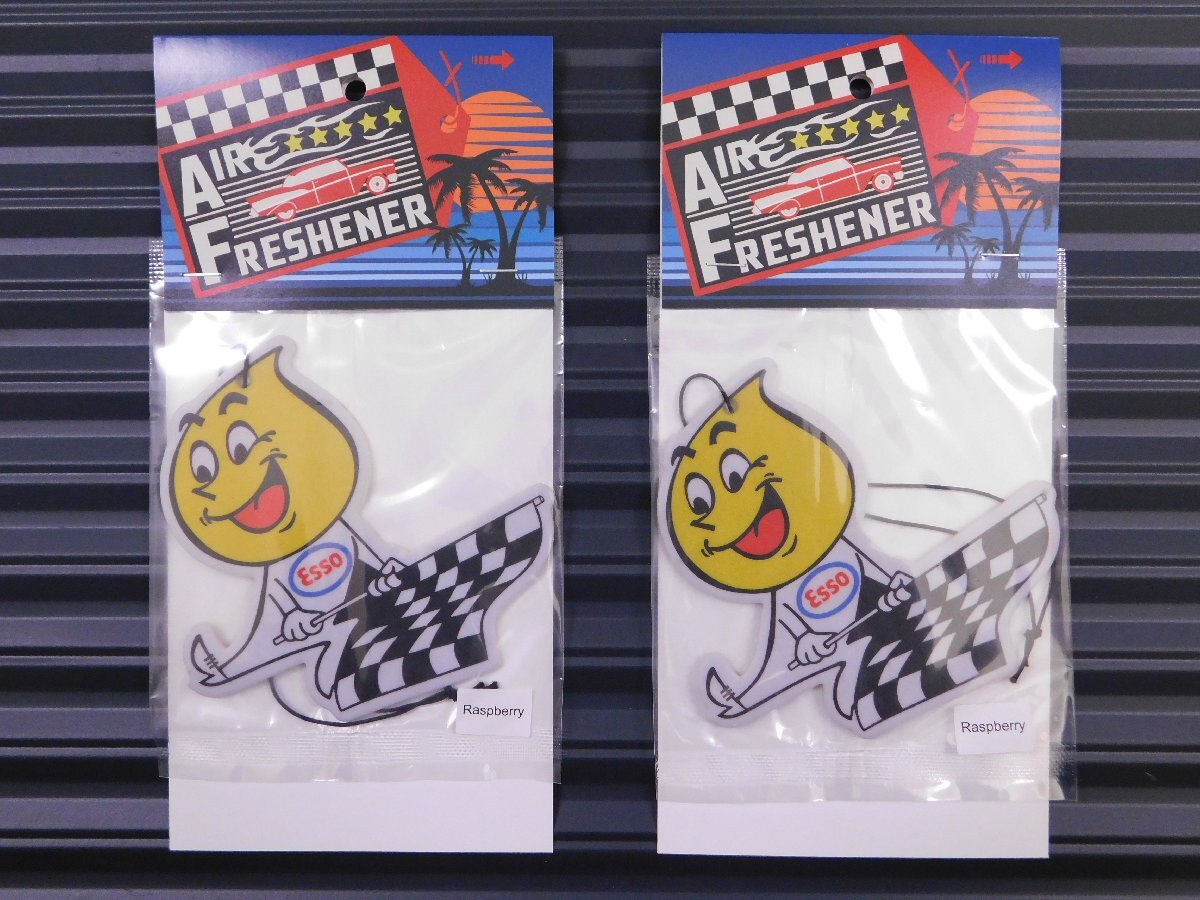 AIR
FRESHENER
Esso
Raspberry
AIR
FRESHENER
Esso
Raspberry